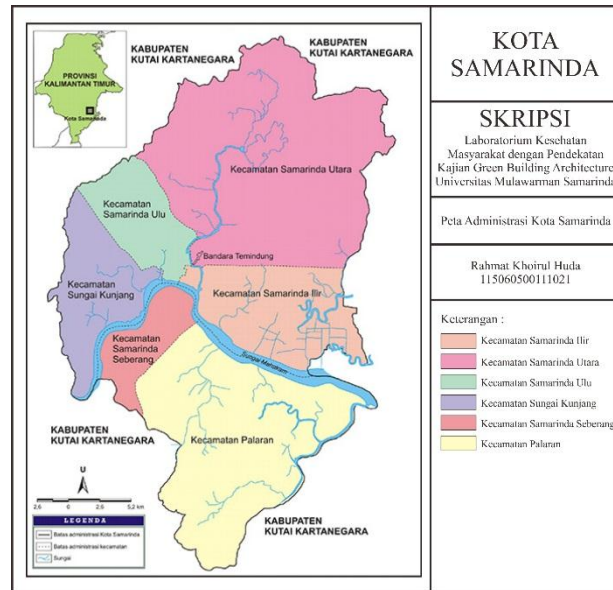 KABUPATEN
KUTAI KARTANEGARA
KABUPATEN
KUTAI KARTANEGARA
PROVINSI
KALIMANTAN TIMUR
Kota Samarinda
Kecamatan Samarinda Utara
Kecamatan
Samarinda Ulu
Bandara Temindung
Kecamatan
Sungai Kunjang
Kecamatan Samarinda Ilir
Kecamatan
Samarinda
Seberang
Sungai Mahakam
KABUPATEN
KUTAI KARTANEGARA
Kecamatan Palaran
U
2,6 0 2,6 5,2 km
KABUPATEN
KUTAI KARTANEGARA
LEGENDA
Batas administrasi Kota Samarinda
Batas administrasi kecamatan
Sungai
KOTA
SAMARINDA
SKRIPSI
Laboratorium Kesehatan
Masyarakat dengan Pendekatan
Kajian Green Building Architecture
Universitas Mulawarman Samarinda
Peta Administrasi Kota Samarinda
Rahmat Khoirul Huda
115060500111021
Keterangan :
Kecamatan Samarinda Ilir
Kecamatan Samarinda Utara
Kecamatan Samarinda Ulu
Kecamatan Sungai Kunjang
Kecamatan Samarinda Seberang
Kecamatan Palaran